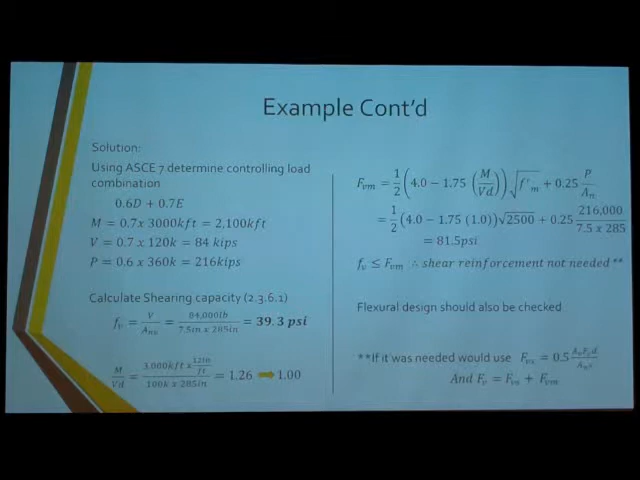 Example Cont'd
Solution:
Using ASCE 7 determine controlling load
combination
0.6D + 0.7E
M = 0.7x 3000kft = 2,100kft
V = 0.7 x 120k = 84 kips
P = 0.6 x 360k = 216kips
Calculate Shearing capacity (2.3.6.1)
f_v = V/A_nv = 84,000lb/(7.5in x 285in) = 39.3 psi
M/Vd = (3,000kft x 12in/ft)/(100k x 285in) = 1.26 ➡ 1.00
F_vm = 1/2 (4.0 − 1.75 (M/Vd)) √f'_m + 0.25 P/A_n
= 1/2 (4.0 − 1.75 (1.0)) √2500 + 0.25 216,000/(7.5 x 285)
= 81.5psi
f_v ≤ F_vm ∴ shear reinforcement not needed **
Flexural design should also be checked
**If it was needed would use F_vs = 0.5
And F_v = F_vs + F_vm